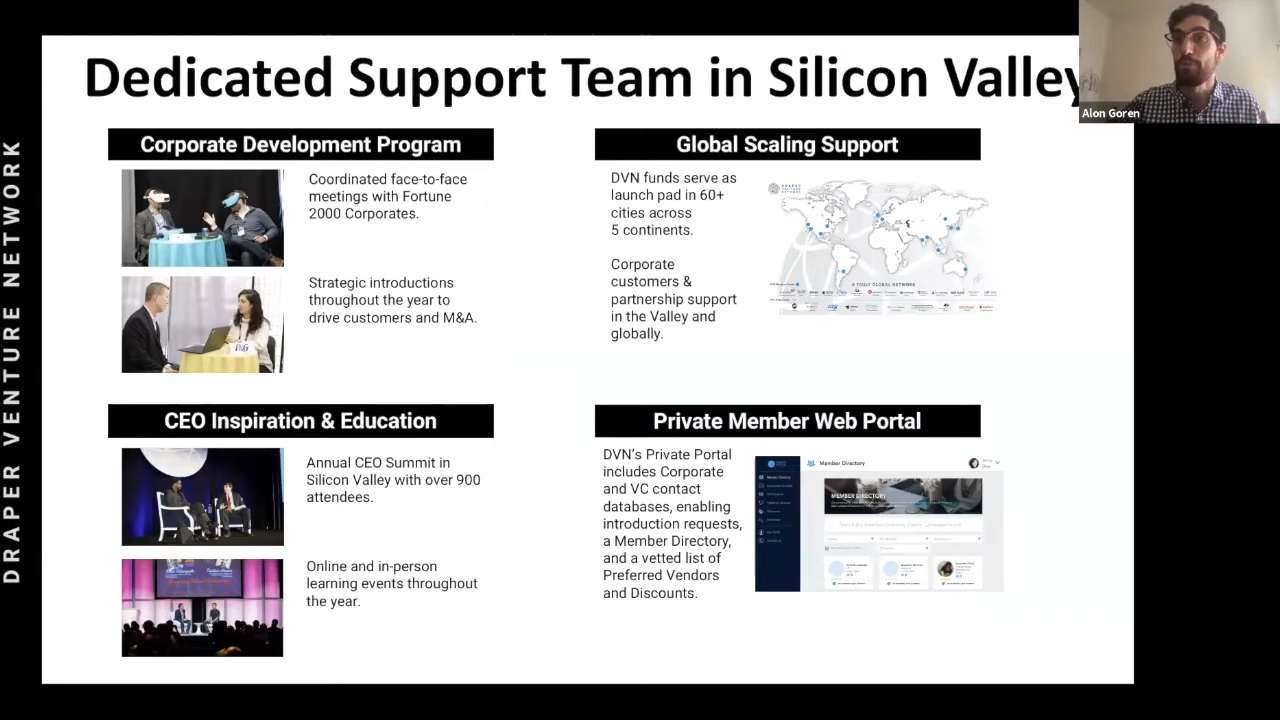 Dedicated Support Team in Silicon Valley
Alon Goren
DRAPER VENTURE NETWORK
Corporate Development Program
Coordinated face-to-face
meetings with Fortune
2000 Corporates.
Strategic introductions
throughout the year to
drive customers and M&A.
P&G
Global Scaling Support
DVN funds serve as
launch pad in 60+
cities across
5 continents.
Corporate
customers &
partnership support
in the Valley and
globally.
A TRULY GLOBAL NETWORK
CEO Inspiration & Education
Annual CEO Summit in
Silicon Valley with over 900
attendees.
Online and in-person
learning events throughout
the year.
Private Member Web Portal
DVN's Private Portal
includes Corporate
and VC contact
databases, enabling
introduction requests,
a Member Directory,
and a vetted list of
Preferred Vendors
and Discounts.
Member Directory
MEMBER DIRECTORY